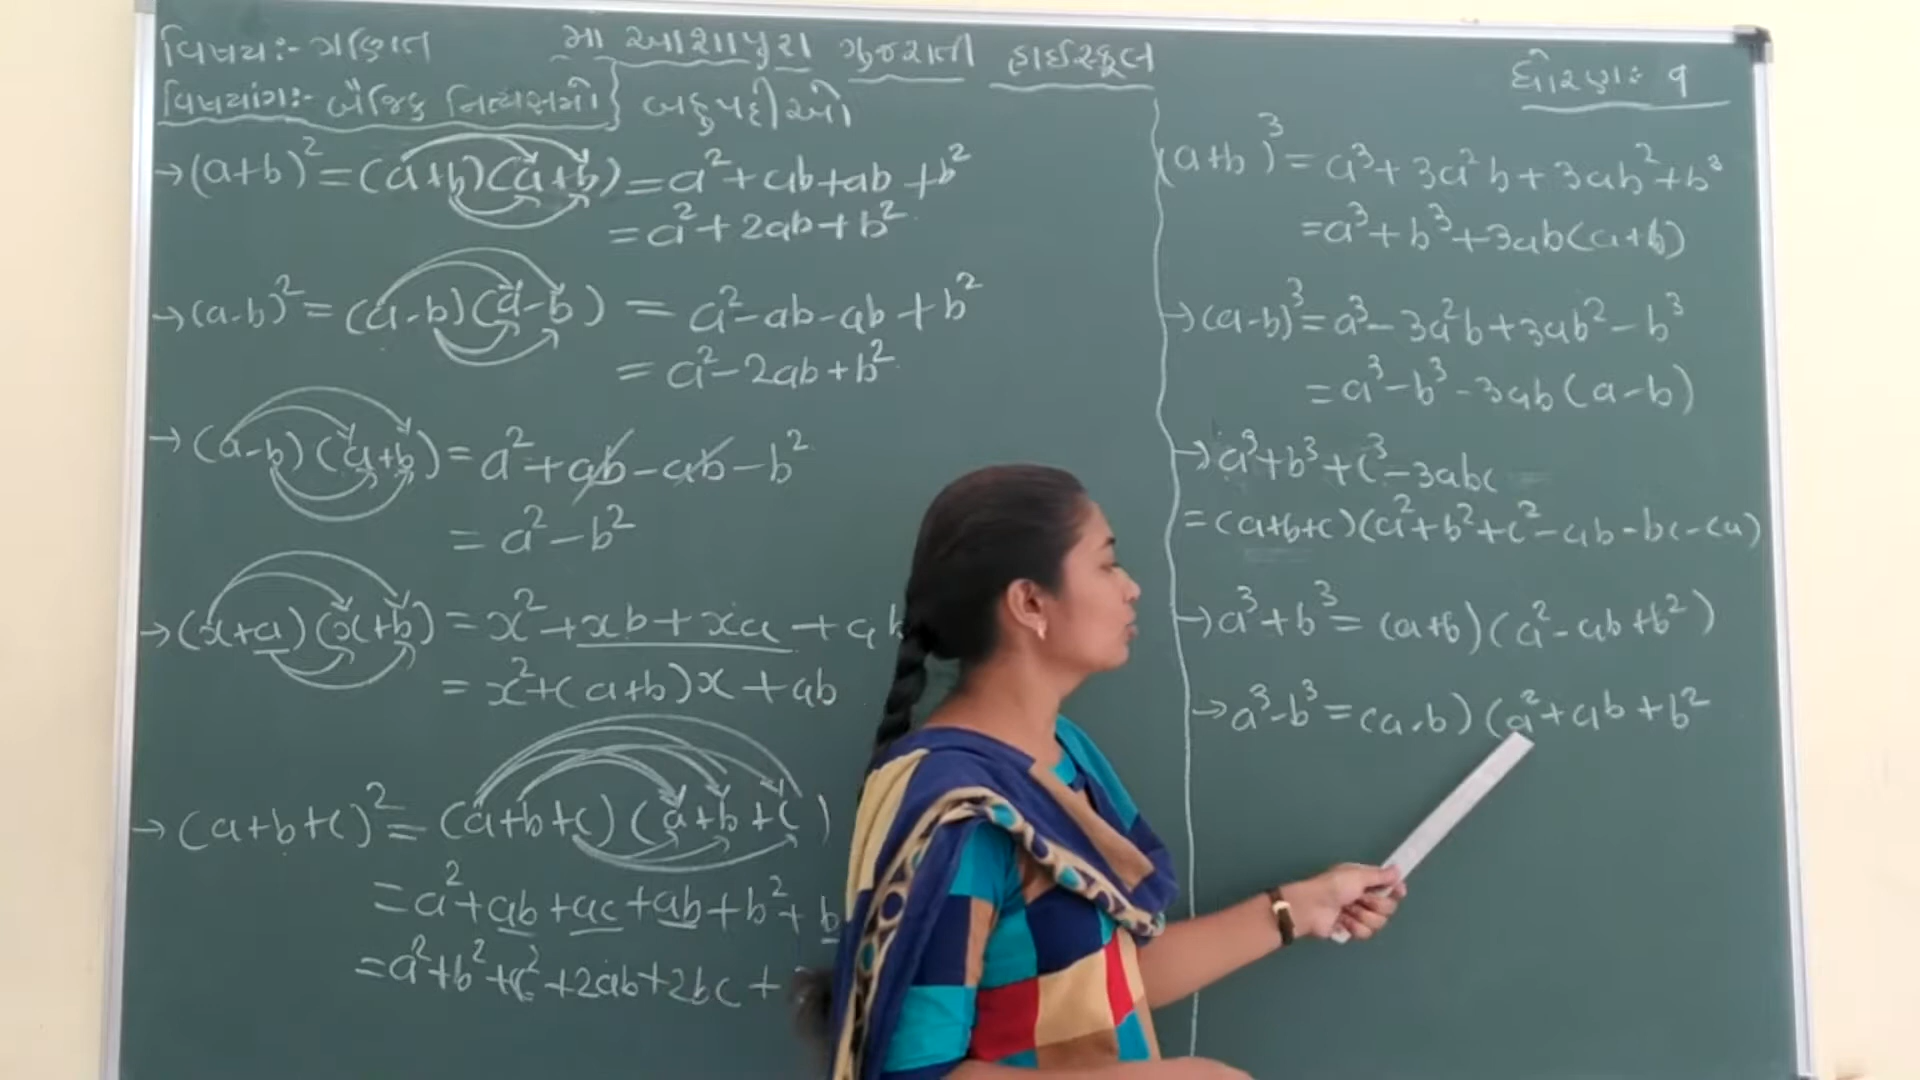 વિષય:- ગણિત
મા આશાપુરા ગુજરાતી હાઈસ્કૂલ
ધોરણ: ૧
વિષયાંગ:- બૈજિક નિત્યસમો } બહુપદીઓ
→(a+b)² = (a+b)(a+b) = a²+ab+ab+b²
= a²+2ab+b²
→(a-b)² = (a-b)(a-b) = a²-ab-ab+b²
= a²-2ab+b²
→(a-b)(a+b) = a²+ab-ab-b²
= a²-b²
→(x+a)(x+b) = x²+xb+xa+ab
= x²+(a+b)x+ab
→(a+b+c)² = (a+b+c)(a+b+c)
= a²+ab+ac+ab+b²+b
= a²+b²+c²+2ab+2bc+
(a+b)³ = a³+3a²b+3ab²+b³
= a³+b³+3ab(a+b)
→(a-b)³ = a³-3a²b+3ab²-b³
= a³-b³-3ab(a-b)
→a³+b³+c³-3abc
= (a+b+c)(a²+b²+c²-ab-bc-ca)
→a³+b³ = (a+b)(a²-ab+b²)
→a³-b³ = (a-b)(a²+ab+b²